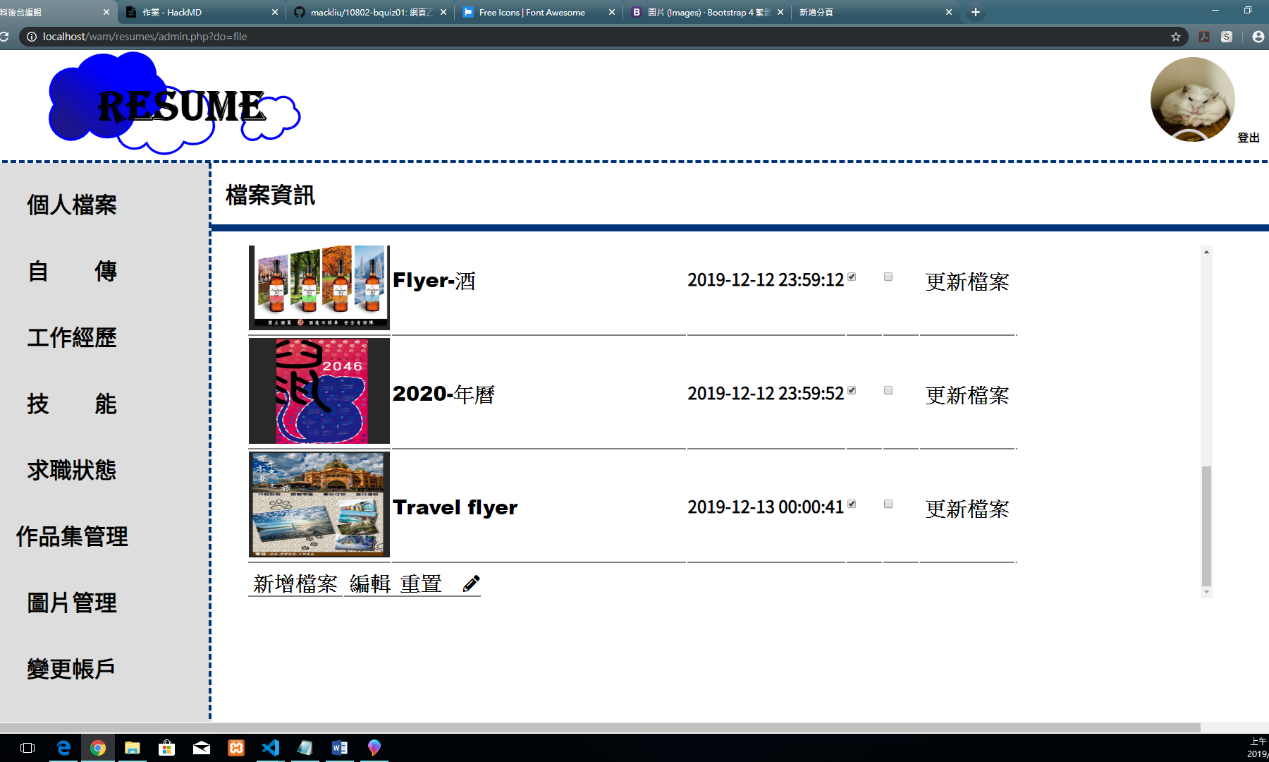 料後台編輯
作業 - HackMD
mackliu/10802-bquiz01: 網頁乙
Free Icons | Font Awesome
圖片 (Images) · Bootstrap 4 繁體
新增分頁
localhost/wam/resumes/admin.php?do=file
RESUME
登出
個人檔案
自 傳
工作經歷
技 能
求職狀態
作品集管理
圖片管理
變更帳戶
檔案資訊
Flyer-酒 2019-12-12 23:59:12 更新檔案
鼠
2046
2020-年曆 2019-12-12 23:59:52 更新檔案
Travel flyer 2019-12-13 00:00:41 更新檔案
新增檔案 編輯 重置
上午
2019/